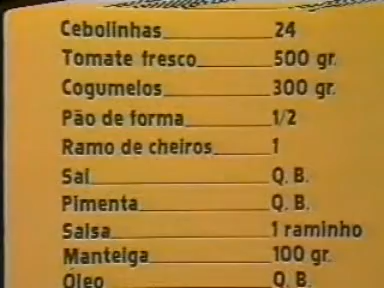 Cebolinhas 24
Tomate fresco 500 gr.
Cogumelos 300 gr.
Pão de forma 1/2
Ramo de cheiros 1
Sal Q. B.
Pimenta Q. B.
Salsa 1 raminho
Manteiga 100 gr.
Óleo Q. B.